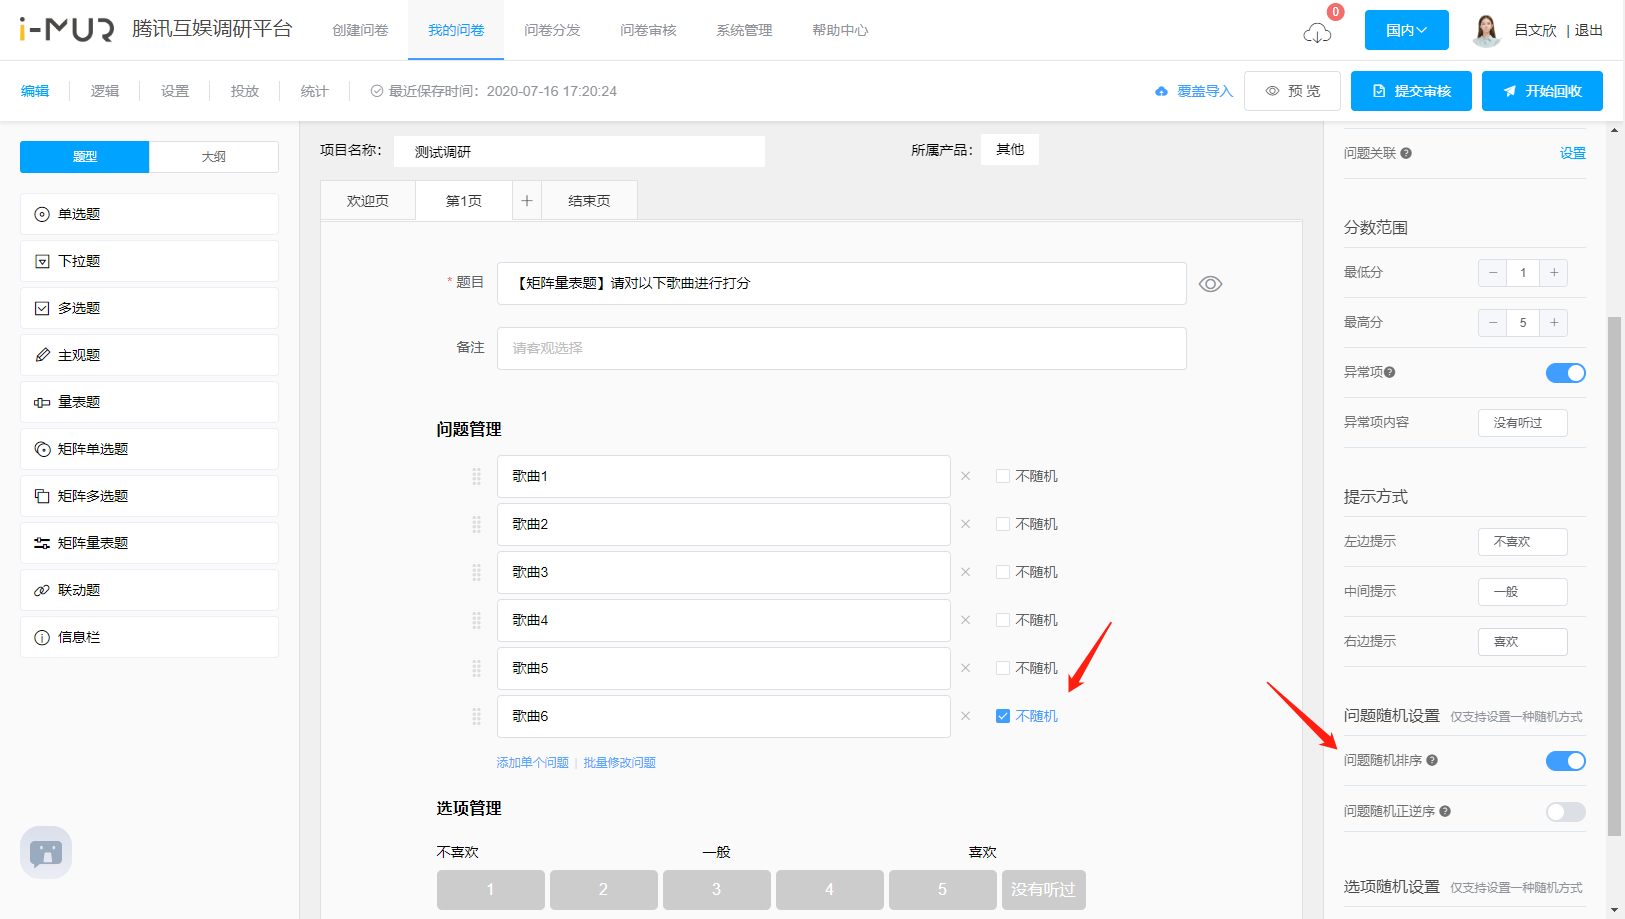 i-MUR 腾讯互娱调研平台 创建问卷 我的问卷 问卷分发 问卷审核 系统管理 帮助中心 0 国内 吕文欣 | 退出
编辑 逻辑 设置 投放 统计 最近保存时间：2020-07-16 17:20:24 覆盖导入 预 览 提交审核 开始回收
题型 大纲
单选题
下拉题
多选题
主观题
量表题
矩阵单选题
矩阵多选题
矩阵量表题
联动题
信息栏
项目名称： 测试调研 所属产品： 其他
欢迎页 第1页 + 结束页
* 题目 【矩阵量表题】请对以下歌曲进行打分
备注 请客观选择
问题管理
歌曲1 × 不随机
歌曲2 × 不随机
歌曲3 × 不随机
歌曲4 × 不随机
歌曲5 × 不随机
歌曲6 × 不随机
添加单个问题 | 批量修改问题
选项管理
不喜欢 一般 喜欢
1 2 3 4 5 没有听过
问题关联 设置
分数范围
最低分 − 1 +
最高分 − 5 +
异常项
异常项内容 没有听过
提示方式
左边提示 不喜欢
中间提示 一般
右边提示 喜欢
问题随机设置 仅支持设置一种随机方式
问题随机排序
问题随机正逆序
选项随机设置 仅支持设置一种随机方式